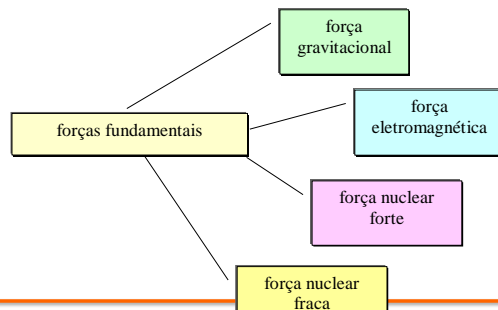 força
gravitacional
força
eletromagnética
forças fundamentais
força nuclear
forte
força nuclear
fraca